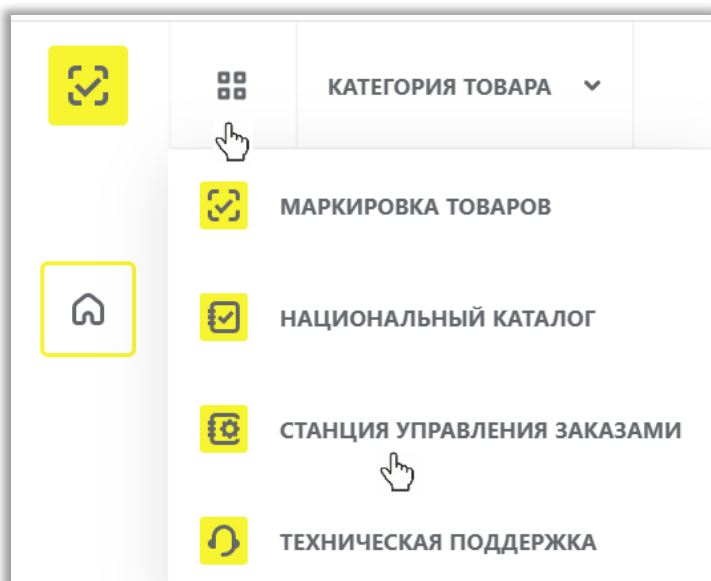 КАТЕГОРИЯ ТОВАРА
МАРКИРОВКА ТОВАРОВ
НАЦИОНАЛЬНЫЙ КАТАЛОГ
СТАНЦИЯ УПРАВЛЕНИЯ ЗАКАЗАМИ
ТЕХНИЧЕСКАЯ ПОДДЕРЖКА